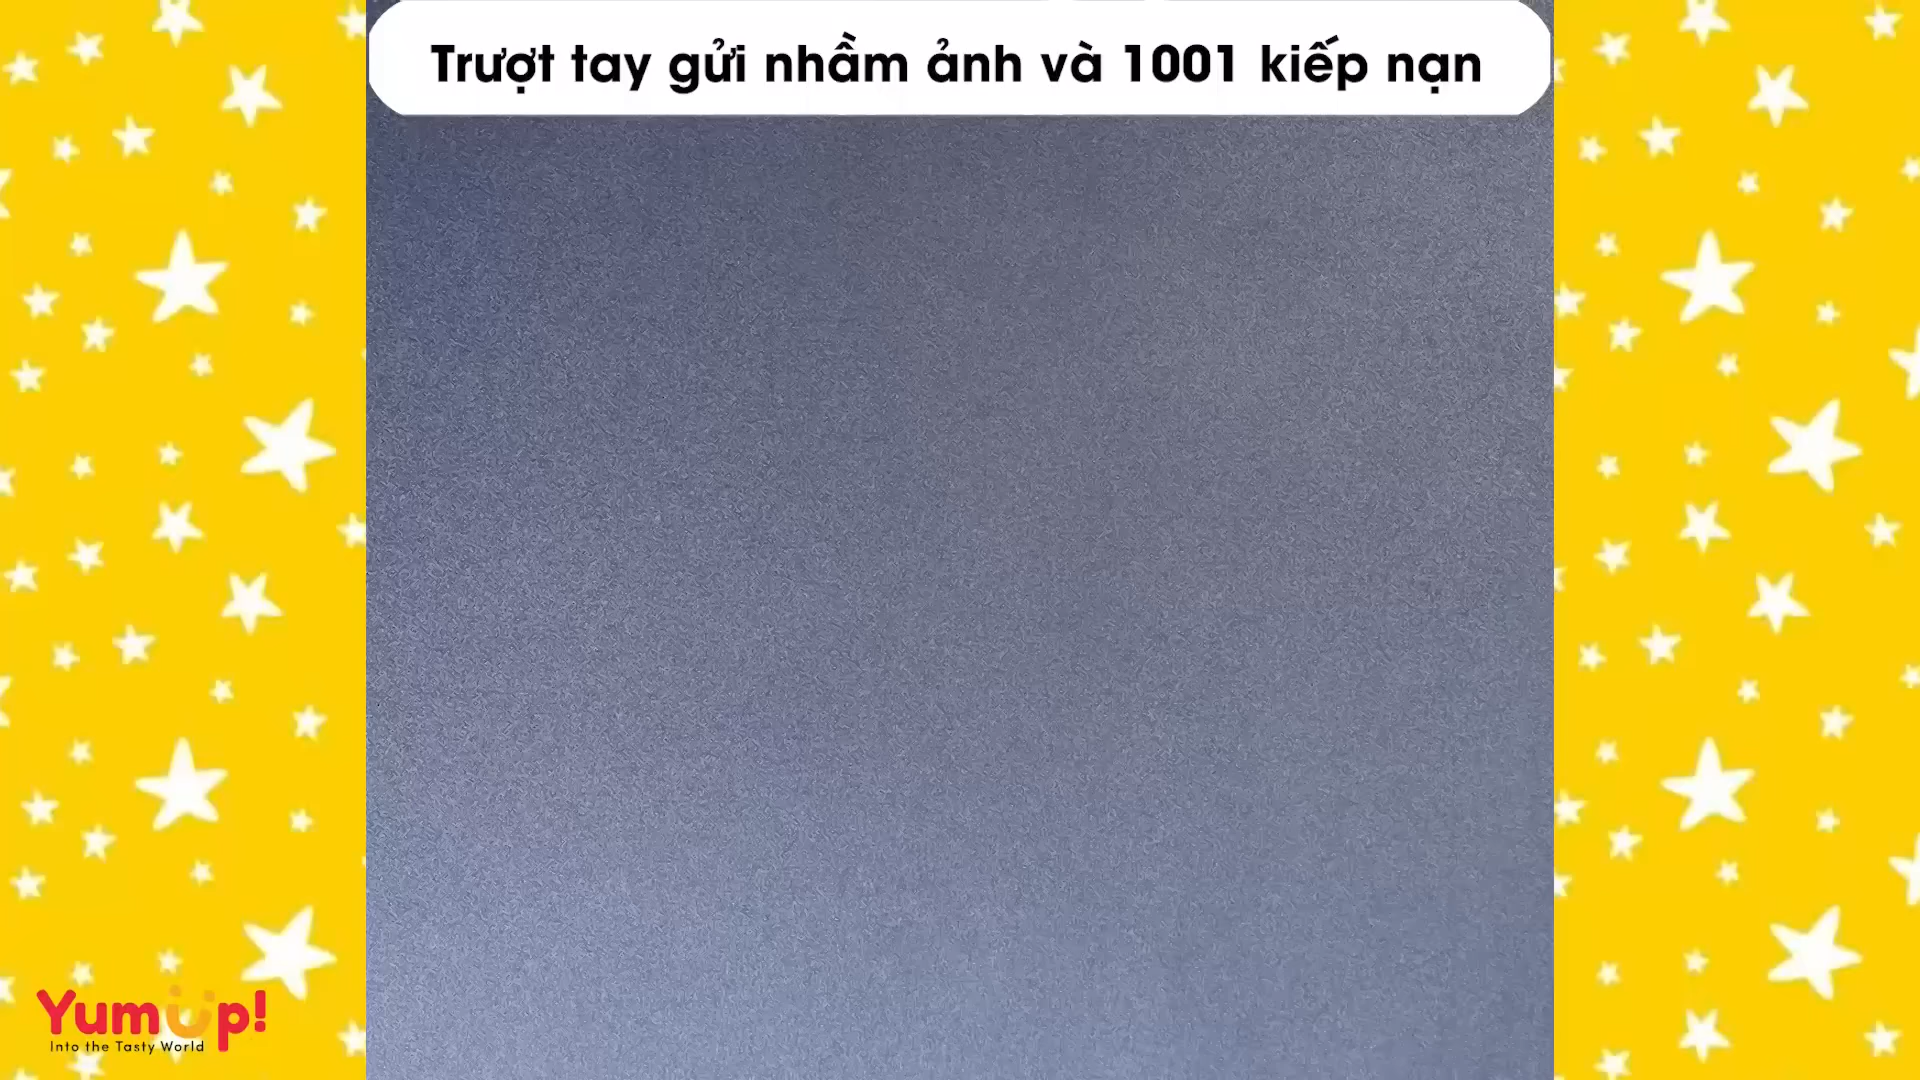 Trượt tay gửi nhầm ảnh và 1001 kiếp nạn
YumUp!
Into the Tasty World